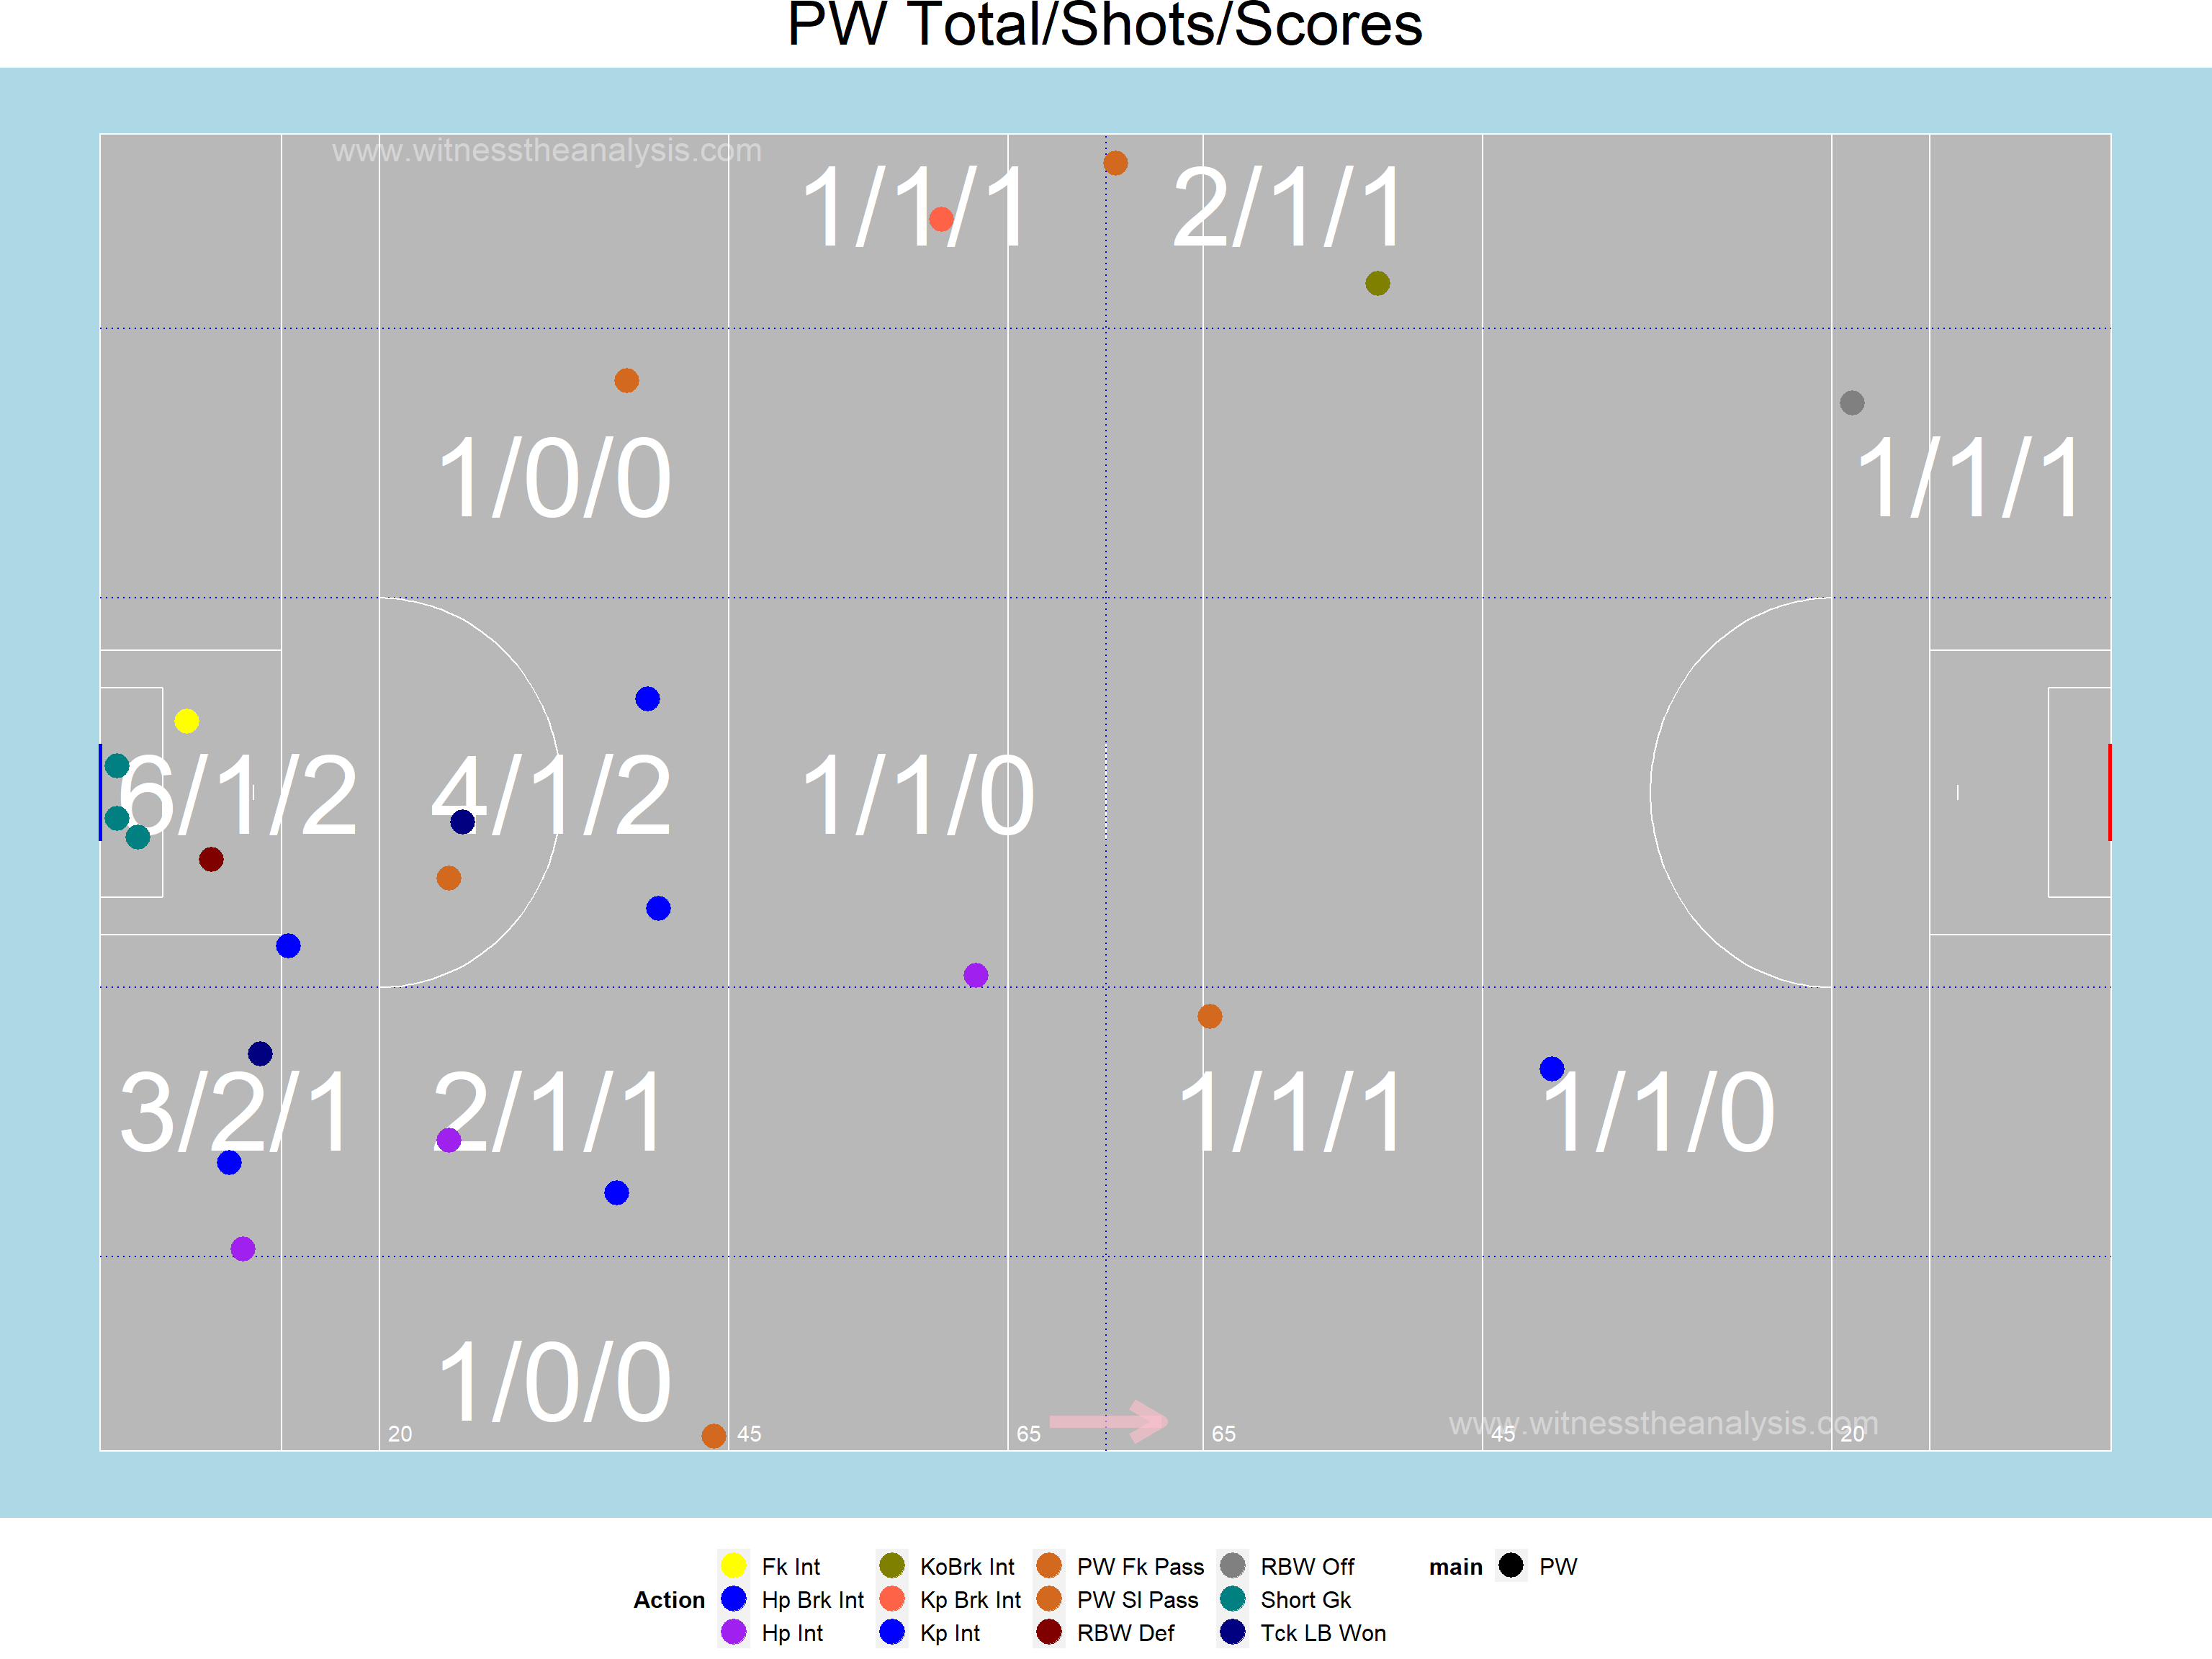 PW Total/Shots/Scores
www.witnesstheanalysis.com
1/1/1 2/1/1
1/0/0 1/1/1
6/1/2 4/1/2 1/1/0
3/2/1 2/1/1 1/1/1 1/1/0
1/0/0
www.witnesstheanalysis.com
20 45 65 65 45 20
Fk Int KoBrk Int PW Fk Pass RBW Off main PW
Action Hp Brk Int Kp Brk Int PW Sl Pass Short Gk
Hp Int Kp Int RBW Def Tck LB Won